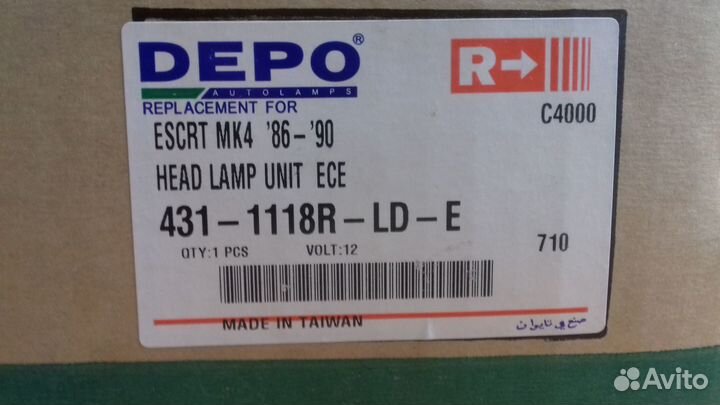 DEPO®
AUTOLAMPS
R→
REPLACEMENT FOR
C4000
ESCRT MK4 '86-'90
HEAD LAMP UNIT ECE
431-1118R-LD-E
QTY:1 PCS VOLT:12
710
MADE IN TAIWAN
صنع في تايوان
Avito